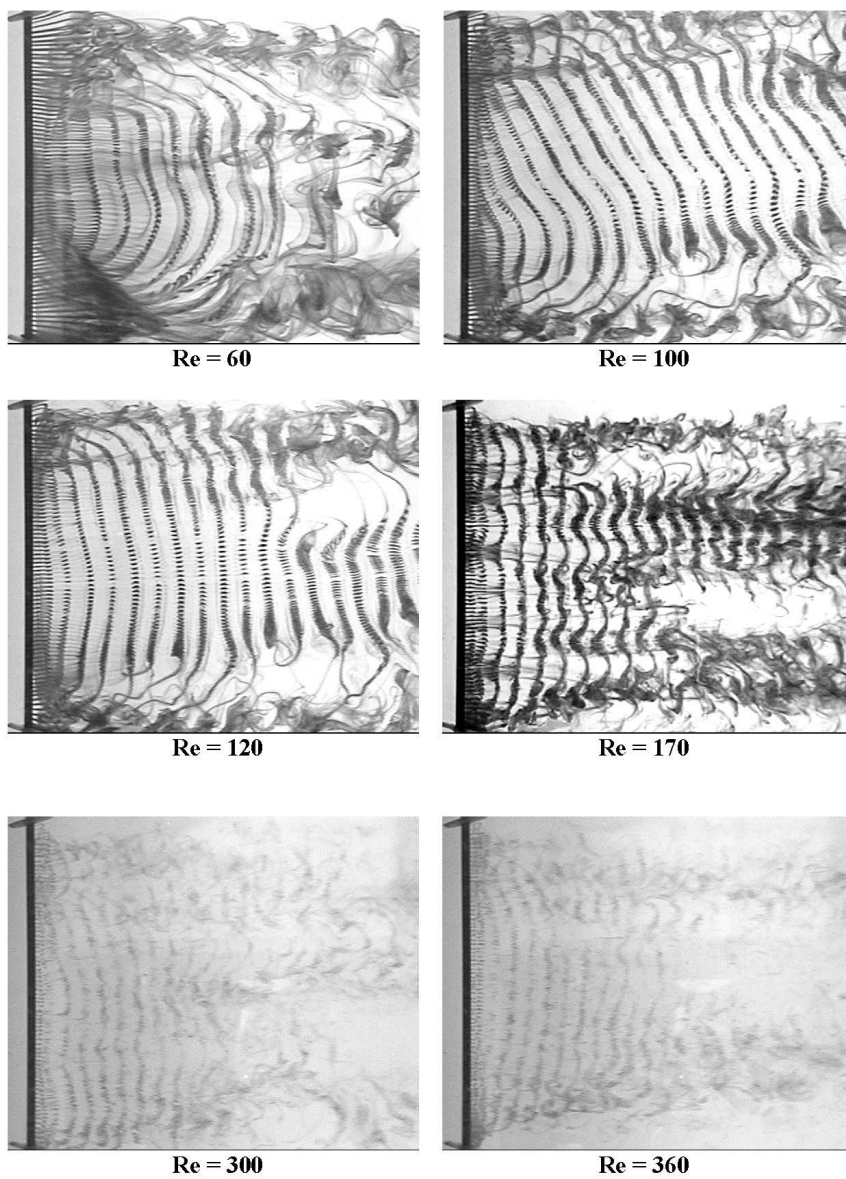 Re = 60
Re = 100
Re = 120
Re = 170
Re = 300
Re = 360